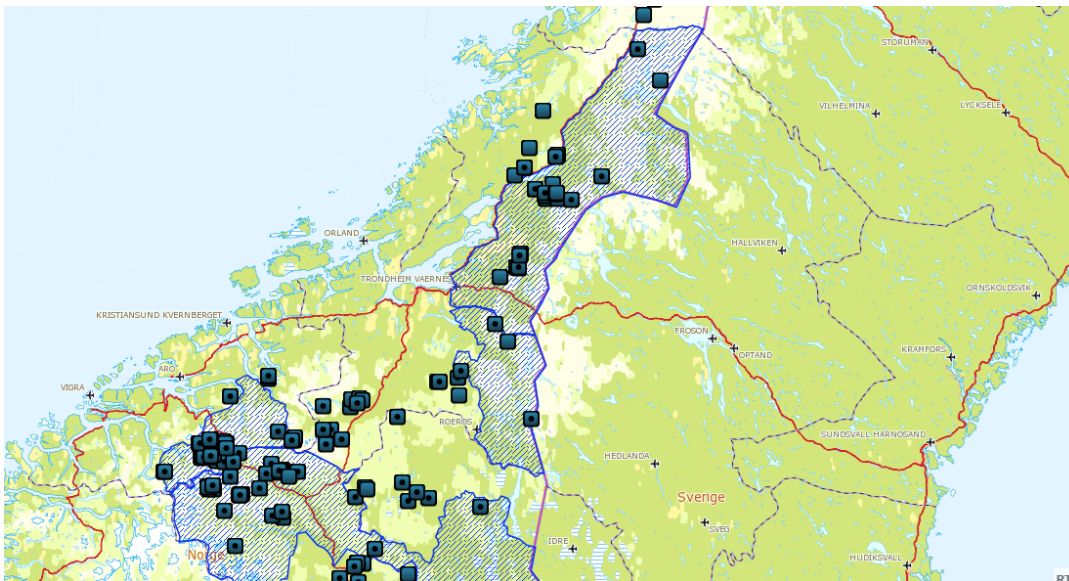 STORUMAN
VILHELMINA
LYCKSELE
ORLAND
HALLVIKEN
TRONDHEIM VAERNES
ORNSKOLDSVIK
KRISTIANSUND KVERNBERGET
FROSON
OPTAND
KRAMFORS
ARO
VIGRA
ROEROS
SUNDSVALL HARNOSAND
HEDLANDA
Sverige
SVEG
IDRE
Norge
HUDIKSVALL